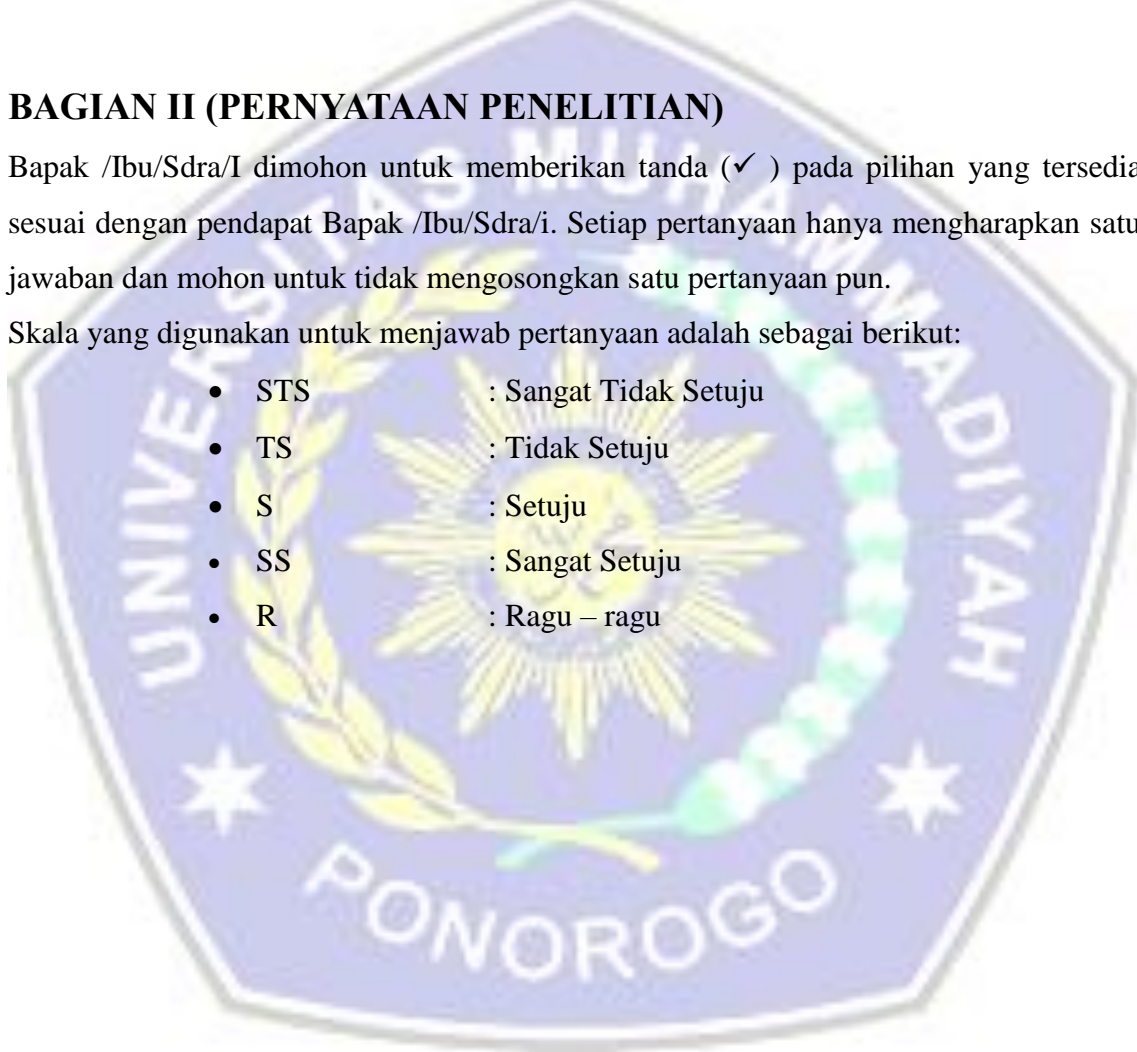 BAGIAN II (PERNYATAAN PENELITIAN)
Bapak /Ibu/Sdra/I dimohon untuk memberikan tanda (✓ ) pada pilihan yang tersedia
sesuai dengan pendapat Bapak /Ibu/Sdra/i. Setiap pertanyaan hanya mengharapkan satu
jawaban dan mohon untuk tidak mengosongkan satu pertanyaan pun.
Skala yang digunakan untuk menjawab pertanyaan adalah sebagai berikut:
• STS : Sangat Tidak Setuju
• TS : Tidak Setuju
• S : Setuju
• SS : Sangat Setuju
• R : Ragu – ragu
UNIVERSITAS MUHAMMADIYAH
PONOROGO